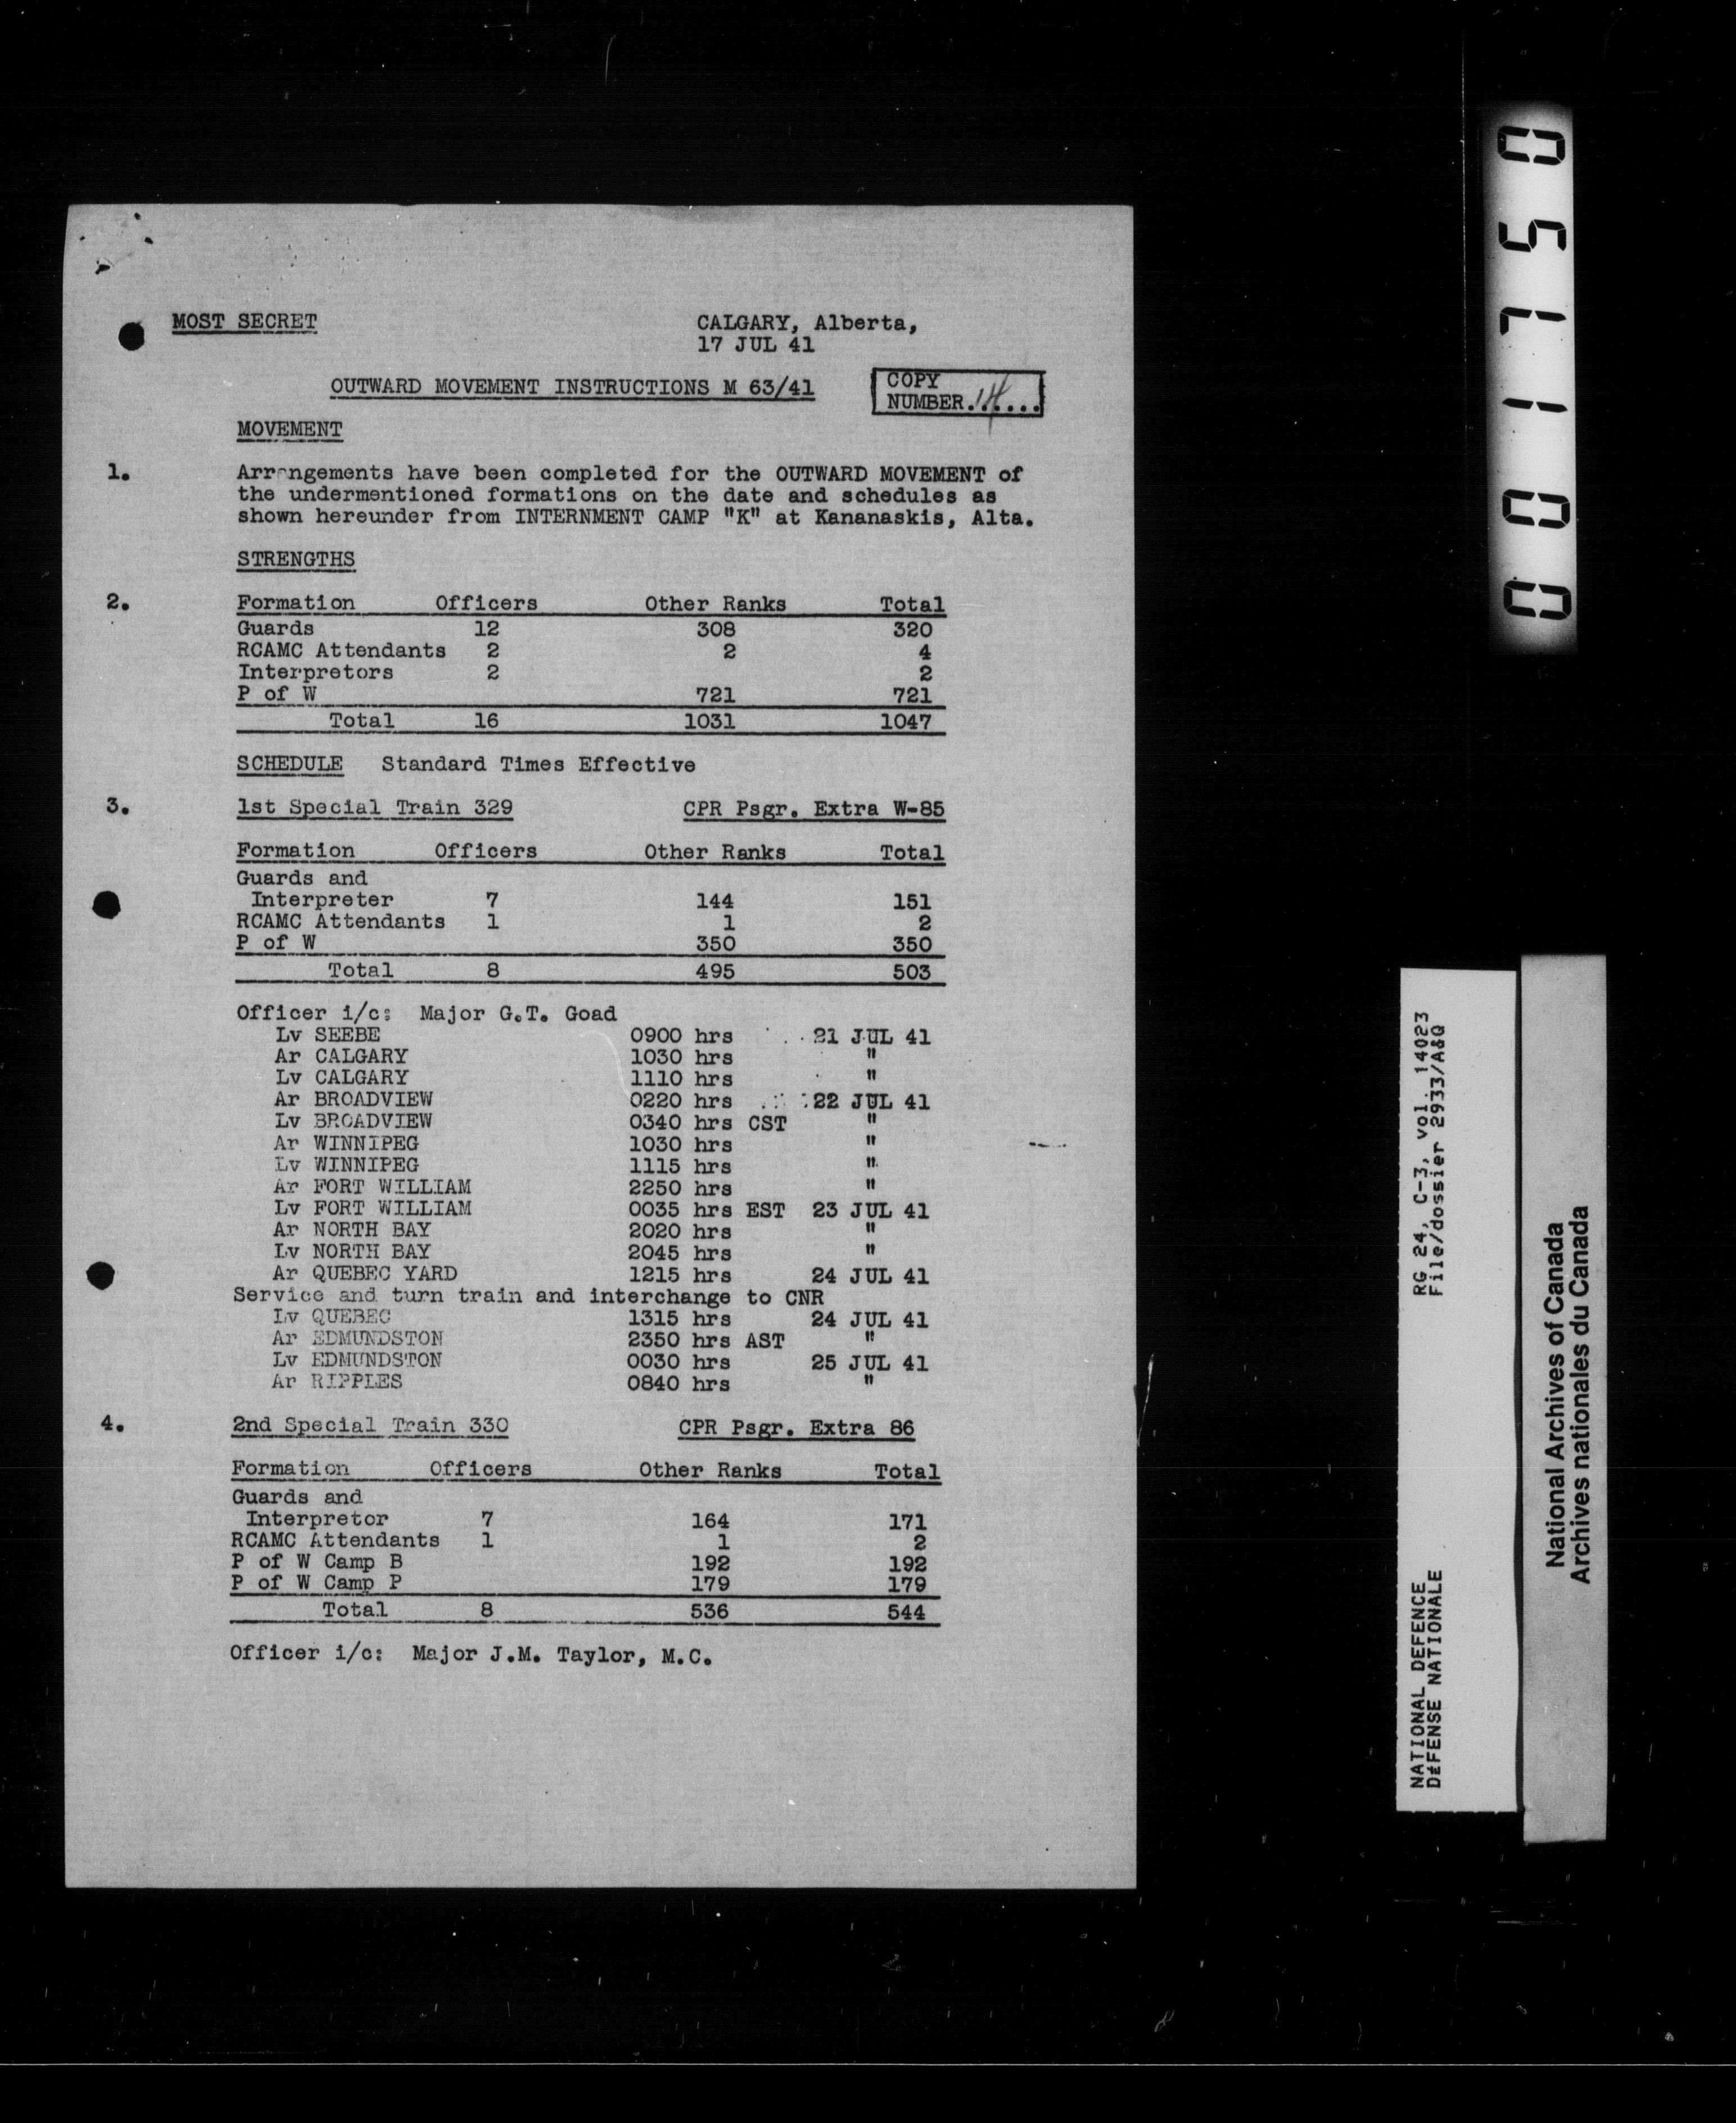 MOST SECRET
CALGARY, Alberta,
17 JUL 41
OUTWARD MOVEMENT INSTRUCTIONS M 63/41
COPY
NUMBER.14....
MOVEMENT
1. Arrangements have been completed for the OUTWARD MOVEMENT of
the undermentioned formations on the date and schedules as
shown hereunder from INTERNMENT CAMP "K" at Kananaskis, Alta.
STRENGTHS
2. Formation Officers Other Ranks Total
Guards 12 308 320
RCAMC Attendants 2 2 4
Interpretors 2 2
P of W 721 721
Total 16 1031 1047
SCHEDULE Standard Times Effective
3. 1st Special Train 329 CPR Psgr. Extra W-85
Formation Officers Other Ranks Total
Guards and
Interpreter 7 144 151
RCAMC Attendants 1 1 2
P of W 350 350
Total 8 495 503
Officer i/c: Major G.T. Goad
Lv SEEBE 0900 hrs 21 JUL 41
Ar CALGARY 1030 hrs "
Lv CALGARY 1110 hrs "
Ar BROADVIEW 0220 hrs 22 JUL 41
Lv BROADVIEW 0340 hrs CST "
Ar WINNIPEG 1030 hrs "
Lv WINNIPEG 1115 hrs "
Ar FORT WILLIAM 2250 hrs "
Lv FORT WILLIAM 0035 hrs EST 23 JUL 41
Ar NORTH BAY 2020 hrs "
Lv NORTH BAY 2045 hrs "
Ar QUEBEC YARD 1215 hrs 24 JUL 41
Service and turn train and interchange to CNR
Lv QUEBEC 1315 hrs 24 JUL 41
Ar EDMUNDSTON 2350 hrs AST "
Lv EDMUNDSTON 0030 hrs 25 JUL 41
Ar RIPPLES 0840 hrs "
4. 2nd Special Train 330 CPR Psgr. Extra 86
Formation Officers Other Ranks Total
Guards and
Interpretor 7 164 171
RCAMC Attendants 1 1 2
P of W Camp B 192 192
P of W Camp P 179 179
Total 8 536 544
Officer i/c: Major J.M. Taylor, M.C.
001750
NATIONAL DEFENCE RG 24, C-3, vol. 14023
DÉFENSE NATIONALE File/dossier 2933/A&Q
National Archives of Canada
Archives nationales du Canada